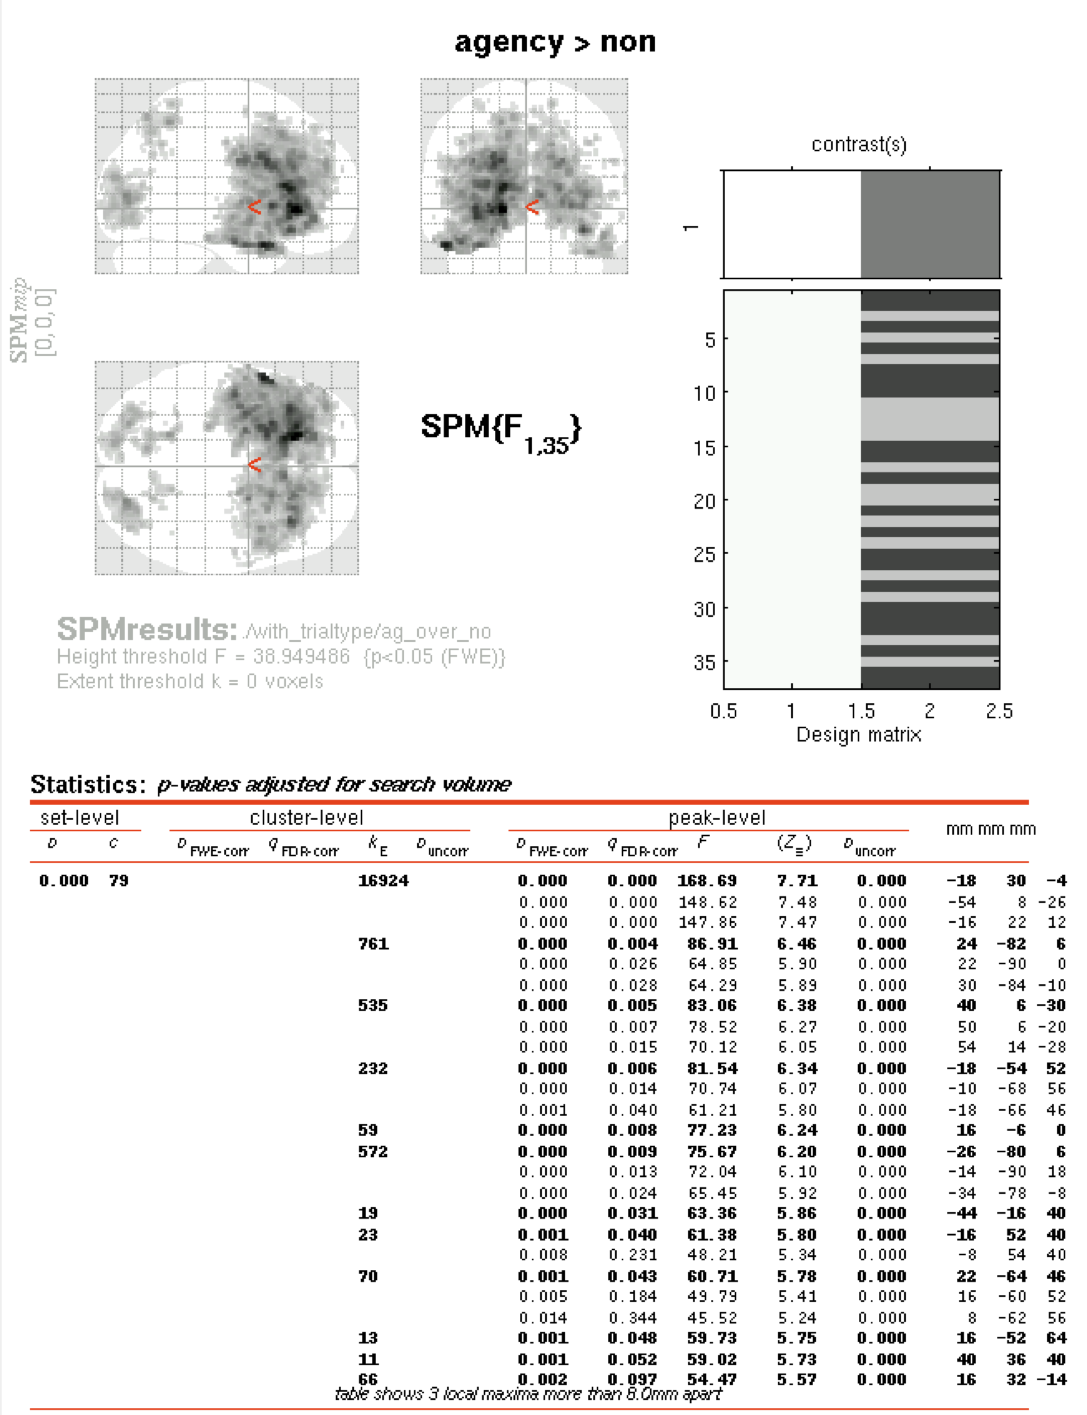 agency > non
contrast(s)
1
SPMmip
[0, 0, 0]
<
<
<
SPM{F1,35}
5
10
15
20
25
30
35
0.5 1 1.5 2 2.5
Design matrix
SPMresults: ./with_trialtype/ag_over_no
Height threshold F = 38.949486 {p<0.05 (FWE)}
Extent threshold k = 0 voxels
Statistics: p-values adjusted for search volume
set-level cluster-level peak-level mm mm mm
p c p FWE-corr q FDR-corr k E p uncorr p FWE-corr q FDR-corr F (Z≡) p uncorr
0.000 79 16924 0.000 0.000 168.69 7.71 0.000 -18 30 -4
0.000 0.000 148.62 7.48 0.000 -54 8 -26
0.000 0.000 147.86 7.47 0.000 -16 22 12
761 0.000 0.004 86.91 6.46 0.000 24 -82 6
0.000 0.026 64.85 5.90 0.000 22 -90 0
0.000 0.028 64.29 5.89 0.000 30 -84 -10
535 0.000 0.005 83.06 6.38 0.000 40 6 -30
0.000 0.007 78.52 6.27 0.000 50 6 -20
0.000 0.015 70.12 6.05 0.000 54 14 -28
232 0.000 0.006 81.54 6.34 0.000 -18 -54 52
0.000 0.014 70.74 6.07 0.000 -10 -68 56
0.001 0.040 61.21 5.80 0.000 -18 -66 46
59 0.000 0.008 77.23 6.24 0.000 16 -6 0
572 0.000 0.009 75.67 6.20 0.000 -26 -80 6
0.000 0.013 72.04 6.10 0.000 -14 -90 18
0.000 0.024 65.45 5.92 0.000 -34 -78 -8
19 0.000 0.031 63.36 5.86 0.000 -44 -16 40
23 0.001 0.040 61.38 5.80 0.000 -16 52 40
0.008 0.231 48.21 5.34 0.000 -8 54 40
70 0.001 0.043 60.71 5.78 0.000 22 -64 46
0.005 0.184 49.79 5.41 0.000 16 -60 52
0.014 0.344 45.52 5.24 0.000 8 -62 56
13 0.001 0.048 59.73 5.75 0.000 16 -52 64
11 0.001 0.052 59.02 5.73 0.000 40 36 40
66 0.002 0.097 54.47 5.57 0.000 16 32 -14
table shows 3 local maxima more than 8.0mm apart